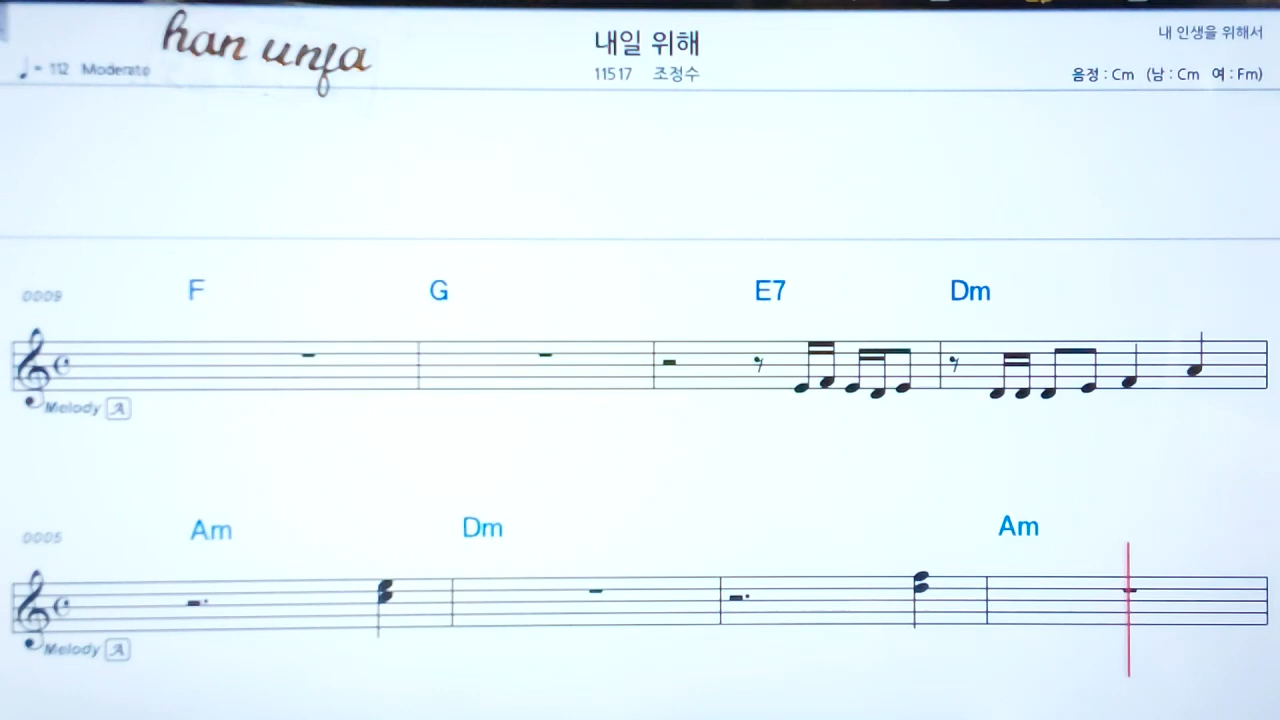 han unja
내일 위해
내 인생을 위해서
♩= 112 Moderato
11517 조정수
음정 : Cm (남 : Cm 여 : Fm)
0009 F G E7 Dm
Melody A
0005 Am Dm Am
Melody A